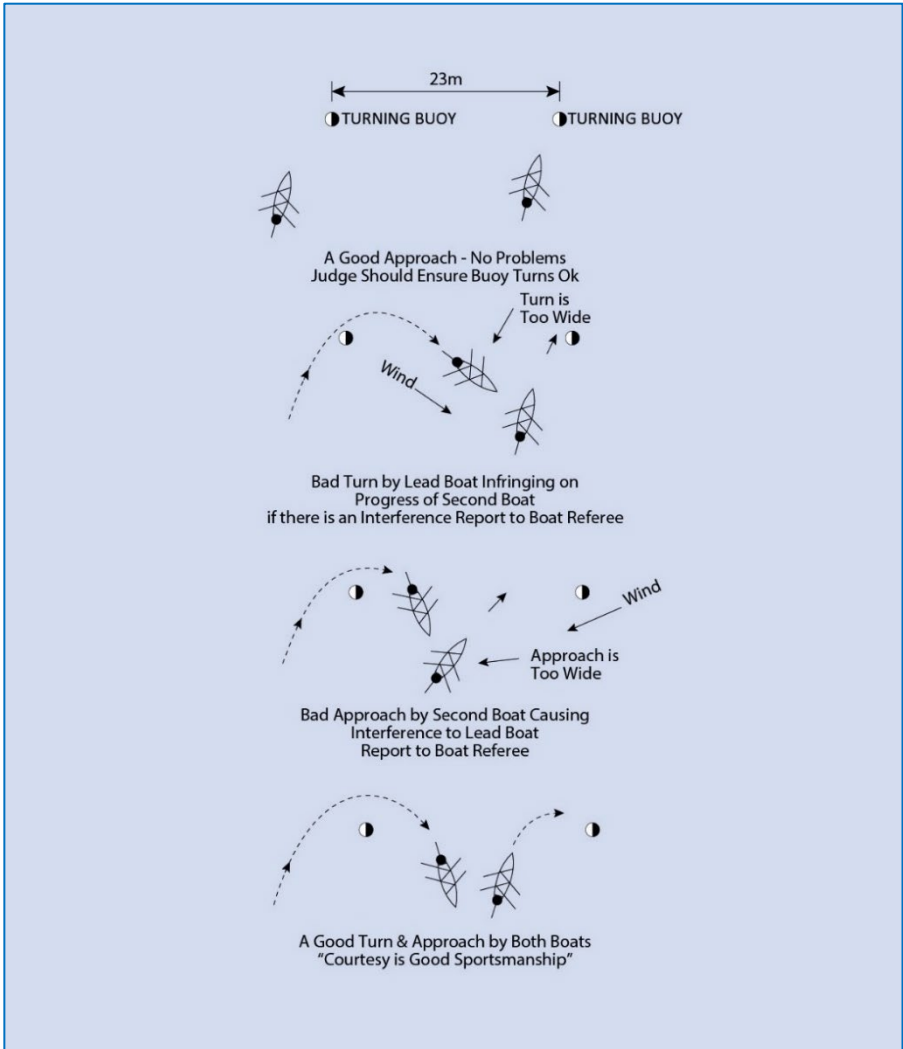 23m
TURNING BUOY
TURNING BUOY
A Good Approach - No Problems
Judge Should Ensure Buoy Turns Ok
Turn is
Too Wide
Wind
Bad Turn by Lead Boat Infringing on
Progress of Second Boat
if there is an Interference Report to Boat Referee
Wind
Approach is
Too Wide
Bad Approach by Second Boat Causing
Interference to Lead Boat
Report to Boat Referee
A Good Turn & Approach by Both Boats
“Courtesy is Good Sportsmanship”